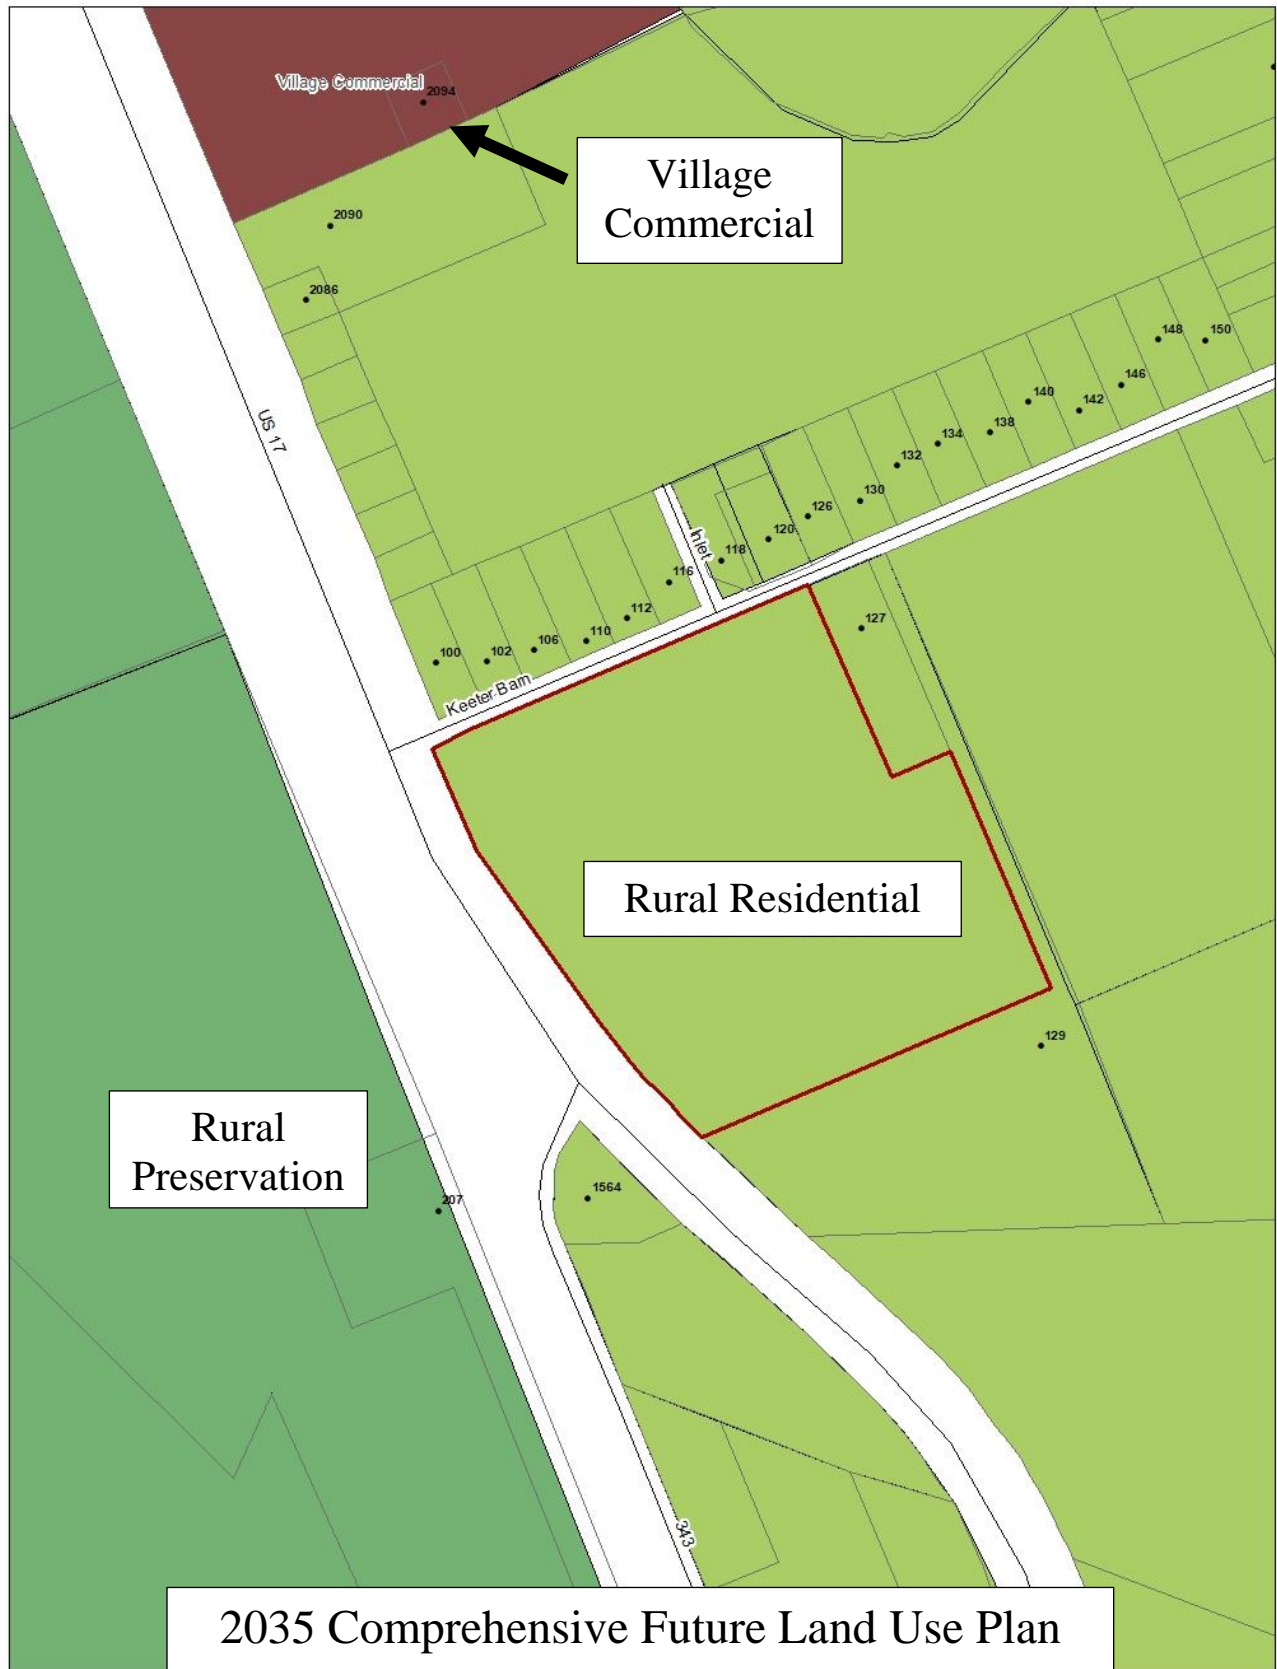 Village Commercial
2094
Village
Commercial
2090
2086
US 17
148
150
146
140
142
138
134
132
130
126
120
118
Inlet
116
112
110
106
102
100
Keeter Barn
127
Rural Residential
129
Rural
Preservation
207
1564
343
2035 Comprehensive Future Land Use Plan